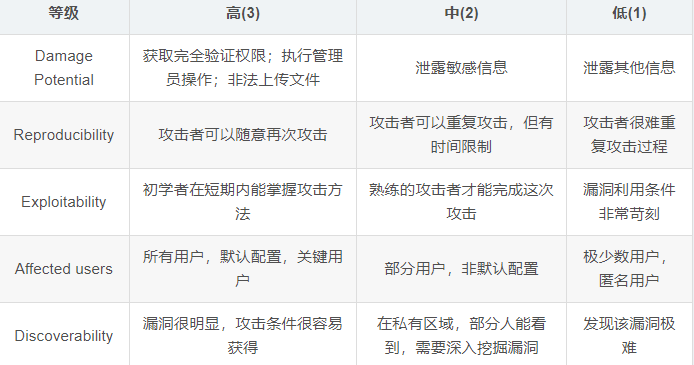 等级
高(3)
中(2)
低(1)
Damage
Potential
获取完全验证权限；执行管理
员操作；非法上传文件
泄露敏感信息
泄露其他信息
Reproducibility
攻击者可以随意再次攻击
攻击者可以重复攻击，但有
时间限制
攻击者很难重
复攻击过程
Exploitability
初学者在短期内能掌握攻击方
法
熟练的攻击者才能完成这次
攻击
漏洞利用条件
非常苛刻
Affected users
所有用户，默认配置，关键用
户
部分用户，非默认配置
极少数用户，
匿名用户
Discoverability
漏洞很明显，攻击条件很容易
获得
在私有区域，部分人能看
到，需要深入挖掘漏洞
发现该漏洞极
难